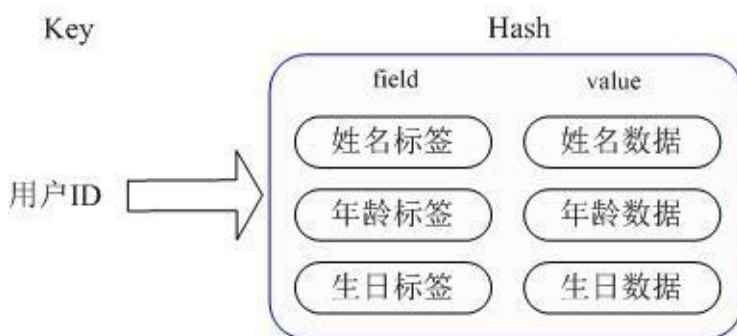 Key
Hash
field
value
姓名标签
姓名数据
用户ID
年龄标签
年龄数据
生日标签
生日数据